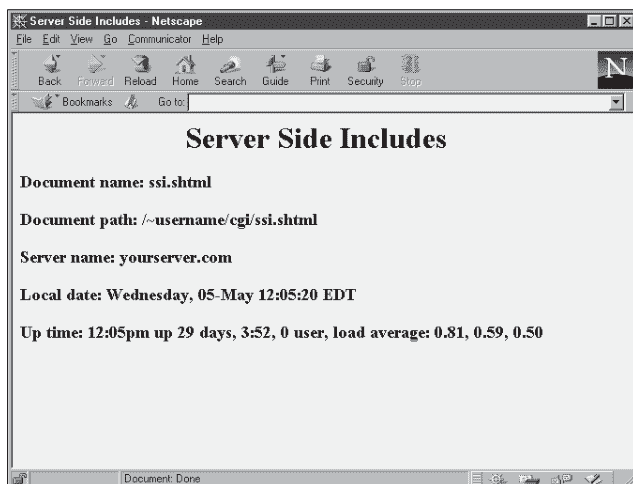 Server Side Includes - Netscape
File Edit View Go Communicator Help
Back Forward Reload Home Search Guide Print Security Stop
N
Bookmarks Go to:
Server Side Includes
Document name: ssi.shtml
Document path: /~username/cgi/ssi.shtml
Server name: yourserver.com
Local date: Wednesday, 05-May 12:05:20 EDT
Up time: 12:05pm up 29 days, 3:52, 0 user, load average: 0.81, 0.59, 0.50
Document: Done